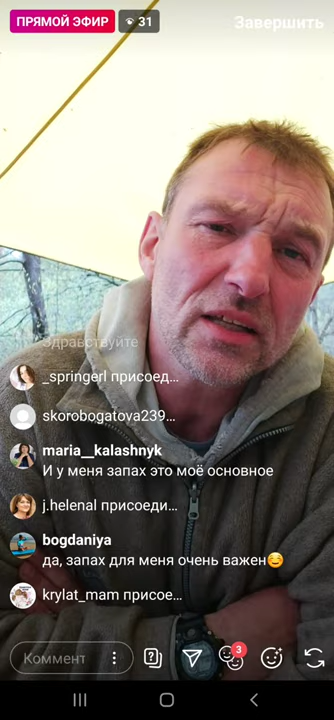 ПРЯМОЙ ЭФИР 31 Завершить
Здравствуйте
_springerl присоед...
skorobogatova239...
maria__kalashnyk
И у меня запах это моё основное
j.helenal присоеди...
bogdaniya
да, запах для меня очень важен☺️
krylat_mam присое...
Коммент
3